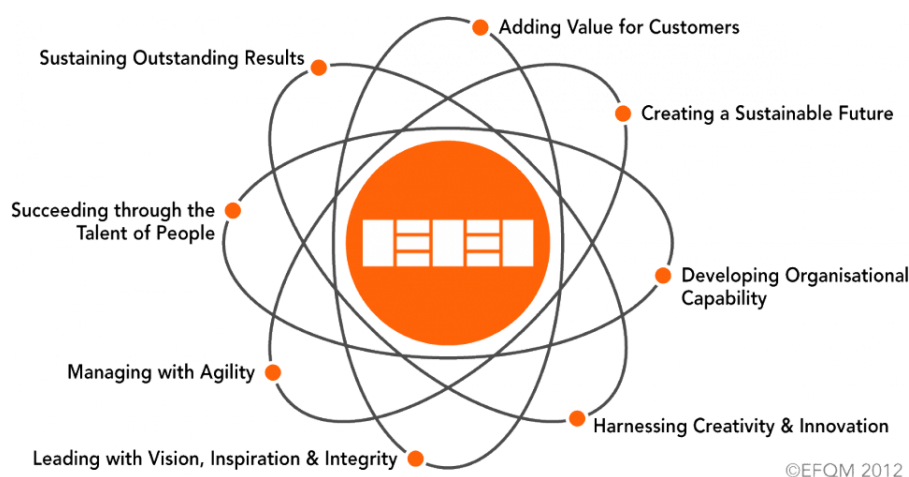 Adding Value for Customers
Sustaining Outstanding Results
Creating a Sustainable Future
Succeeding through the
Talent of People
Developing Organisational
Capability
Managing with Agility
Harnessing Creativity & Innovation
Leading with Vision, Inspiration & Integrity
©EFQM 2012